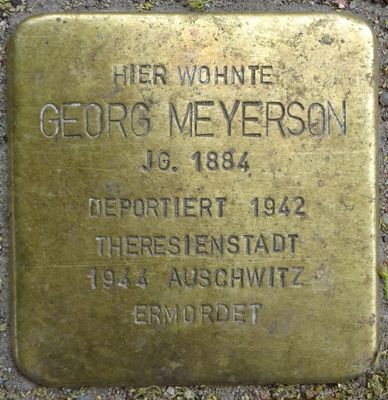 HIER WOHNTE
GEORG MEYERSON
JG. 1884
DEPORTIERT 1942
THERESIENSTADT
1944 AUSCHWITZ
ERMORDET